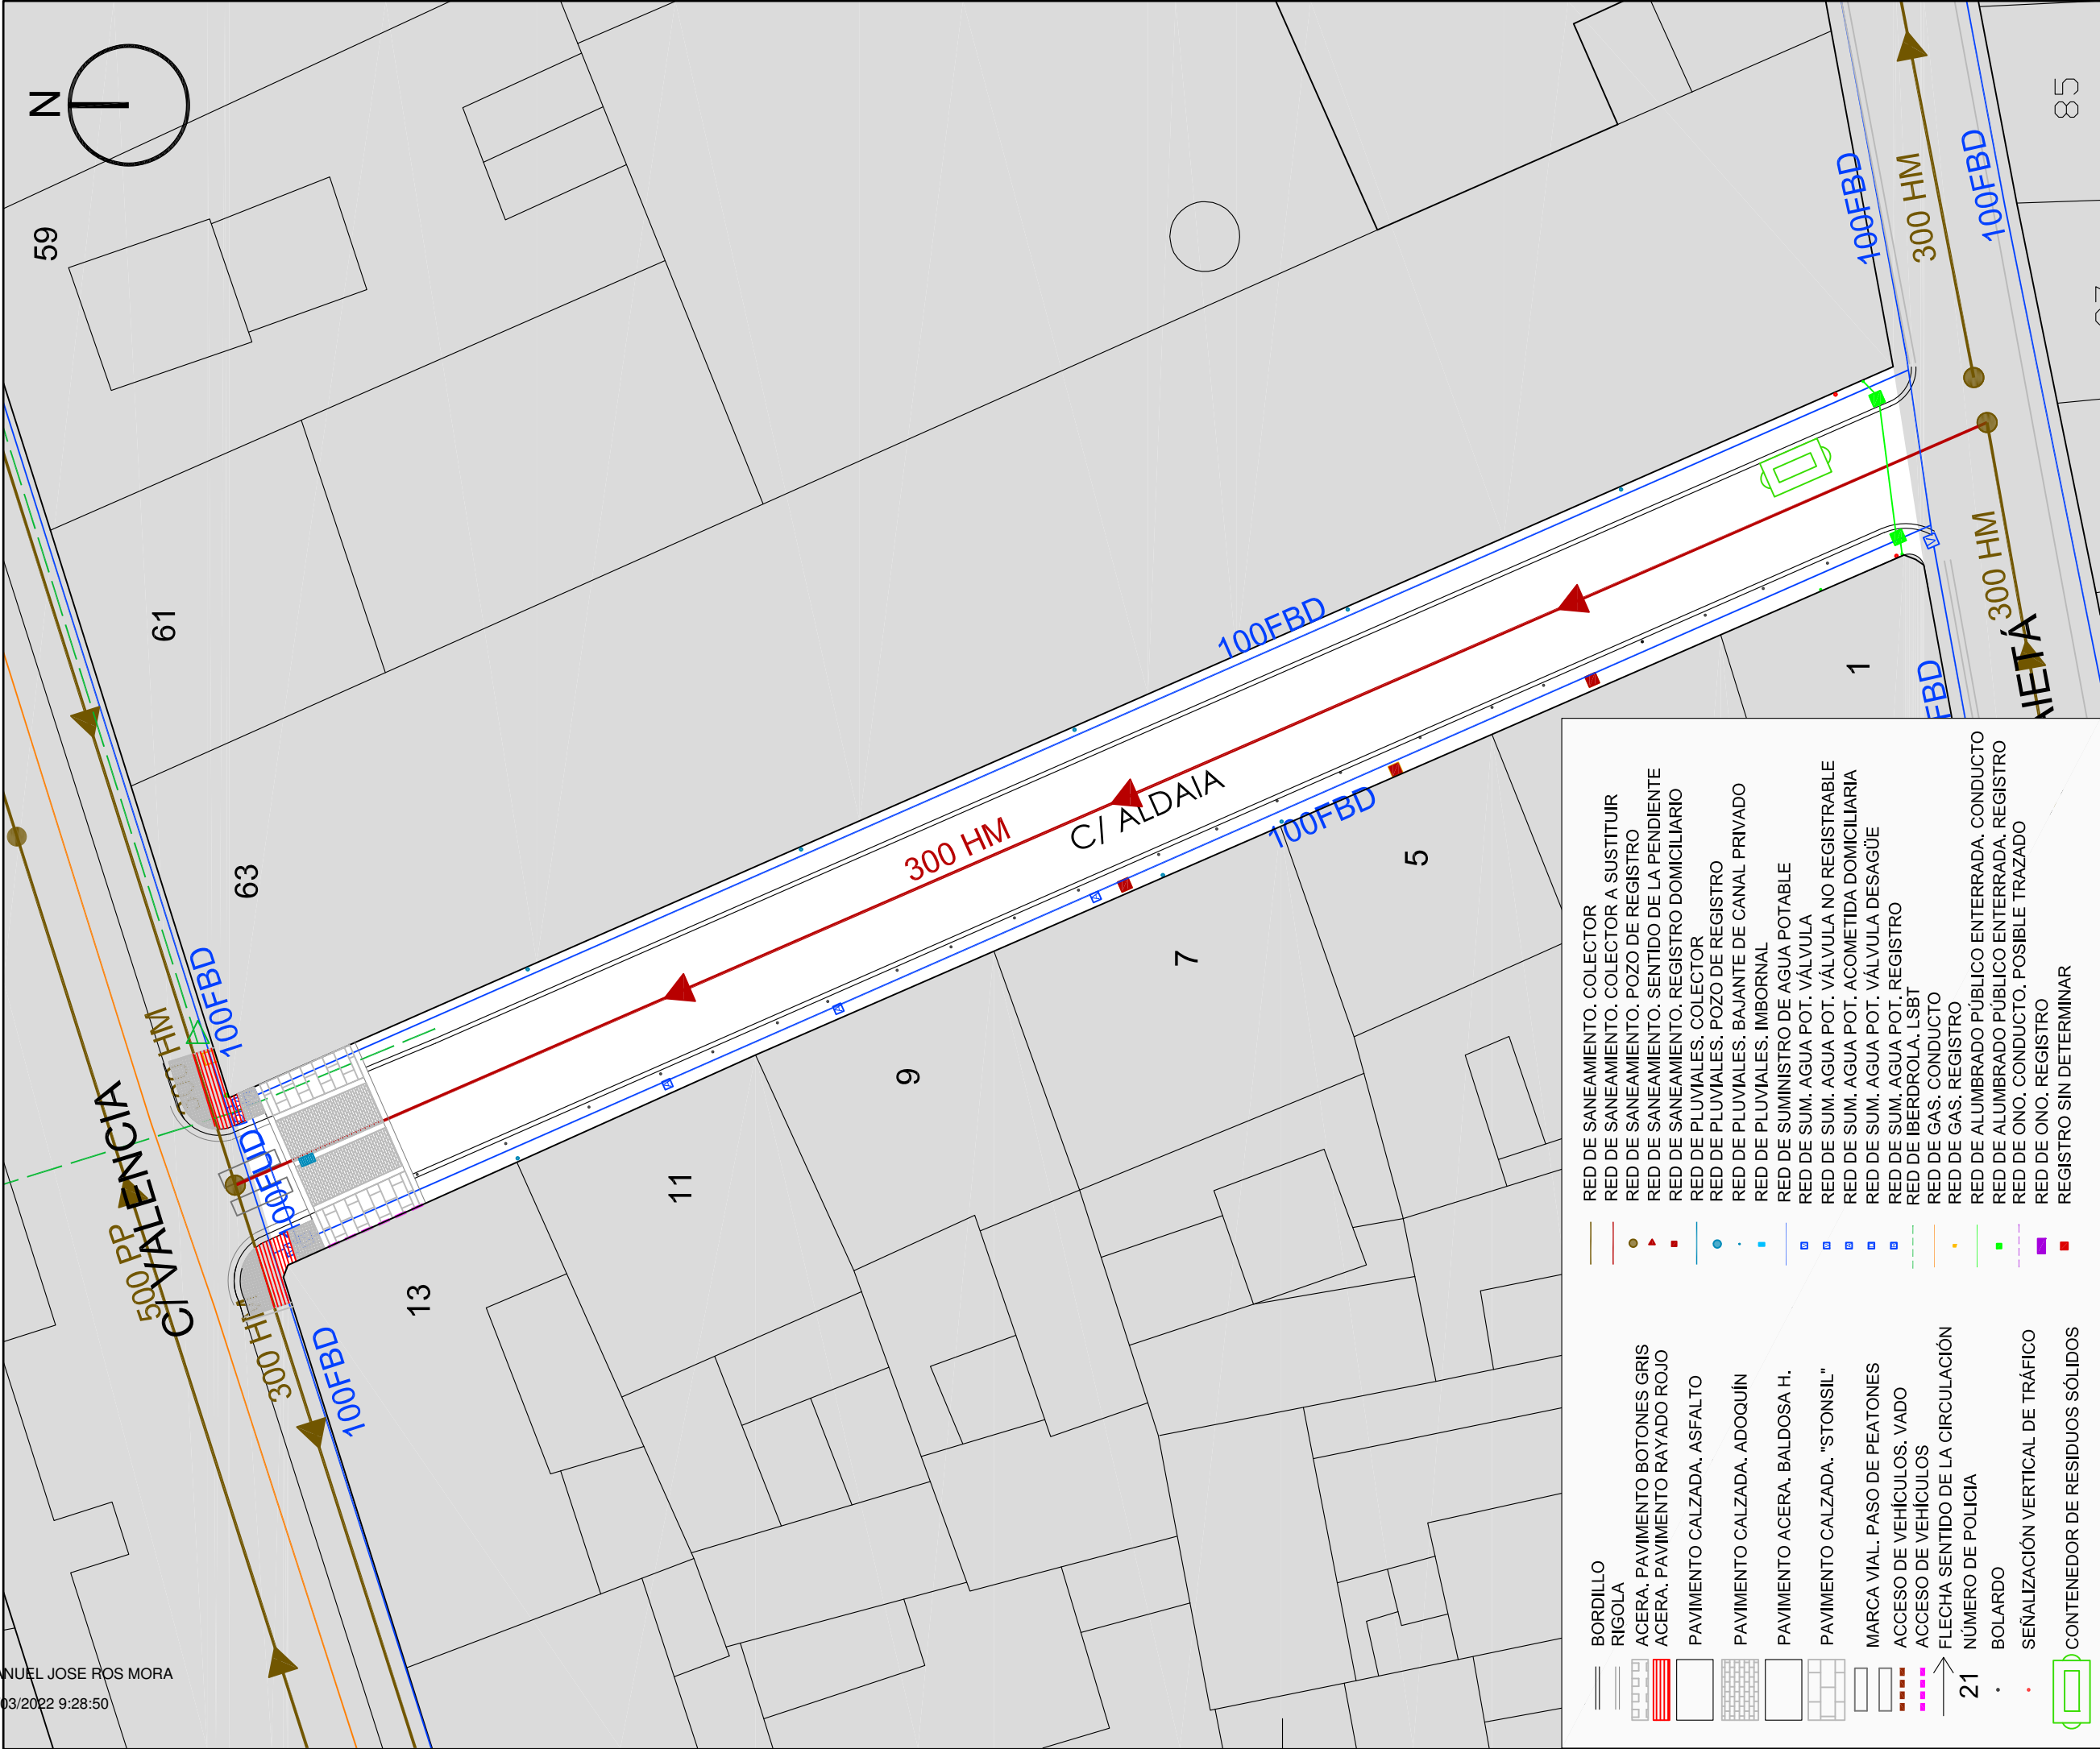 N
59
61
63
85
100FBD
300 HM
100FBD
300 HM
1
100FBD
300 HM
C/ ALDAIA
100FBD
5
7
9
11
13
100FBD
C/VALENCIA
500 PP
100FUD
300 HM
100FBD
RED DE SANEAMIENTO. COLECTOR
RED DE SANEAMIENTO. COLECTOR A SUSTITUIR
RED DE SANEAMIENTO. POZO DE REGISTRO
RED DE SANEAMIENTO. SENTIDO DE LA PENDIENTE
RED DE SANEAMIENTO. REGISTRO DOMICILIARIO
RED DE PLUVIALES. COLECTOR
RED DE PLUVIALES. POZO DE REGISTRO
RED DE PLUVIALES. BAJANTE DE CANAL PRIVADO
RED DE PLUVIALES. IMBORNAL
RED DE SUMINISTRO DE AGUA POTABLE
RED DE SUM. AGUA POT. VÁLVULA
RED DE SUM. AGUA POT. VÁLVULA NO REGISTRABLE
RED DE SUM. AGUA POT. ACOMETIDA DOMICILIARIA
RED DE SUM. AGUA POT. VÁLVULA DESAGÜE
RED DE SUM. AGUA POT. REGISTRO
RED DE IBERDROLA. LSBT
RED DE GAS. CONDUCTO
RED DE GAS. REGISTRO
RED DE ALUMBRADO PÚBLICO ENTERRADA. CONDUCTO
RED DE ALUMBRADO PÚBLICO ENTERRADA. REGISTRO
RED DE ONO. CONDUCTO. POSIBLE TRAZADO
RED DE ONO. REGISTRO
REGISTRO SIN DETERMINAR
BORDILLO
RIGOLA
ACERA. PAVIMENTO BOTONES GRIS
ACERA. PAVIMENTO RAYADO ROJO
PAVIMENTO CALZADA. ASFALTO
PAVIMENTO CALZADA. ADOQUÍN
PAVIMENTO ACERA. BALDOSA H.
PAVIMENTO CALZADA. "STONSIL"
MARCA VIAL. PASO DE PEATONES
ACCESO DE VEHÍCULOS. VADO
ACCESO DE VEHÍCULOS
FLECHA SENTIDO DE LA CIRCULACIÓN
21 NÚMERO DE POLICIA
BOLARDO
SEÑALIZACIÓN VERTICAL DE TRÁFICO
CONTENEDOR DE RESIDUOS SÓLIDOS
NUEL JOSE ROS MORA
03/2022 9:28:50